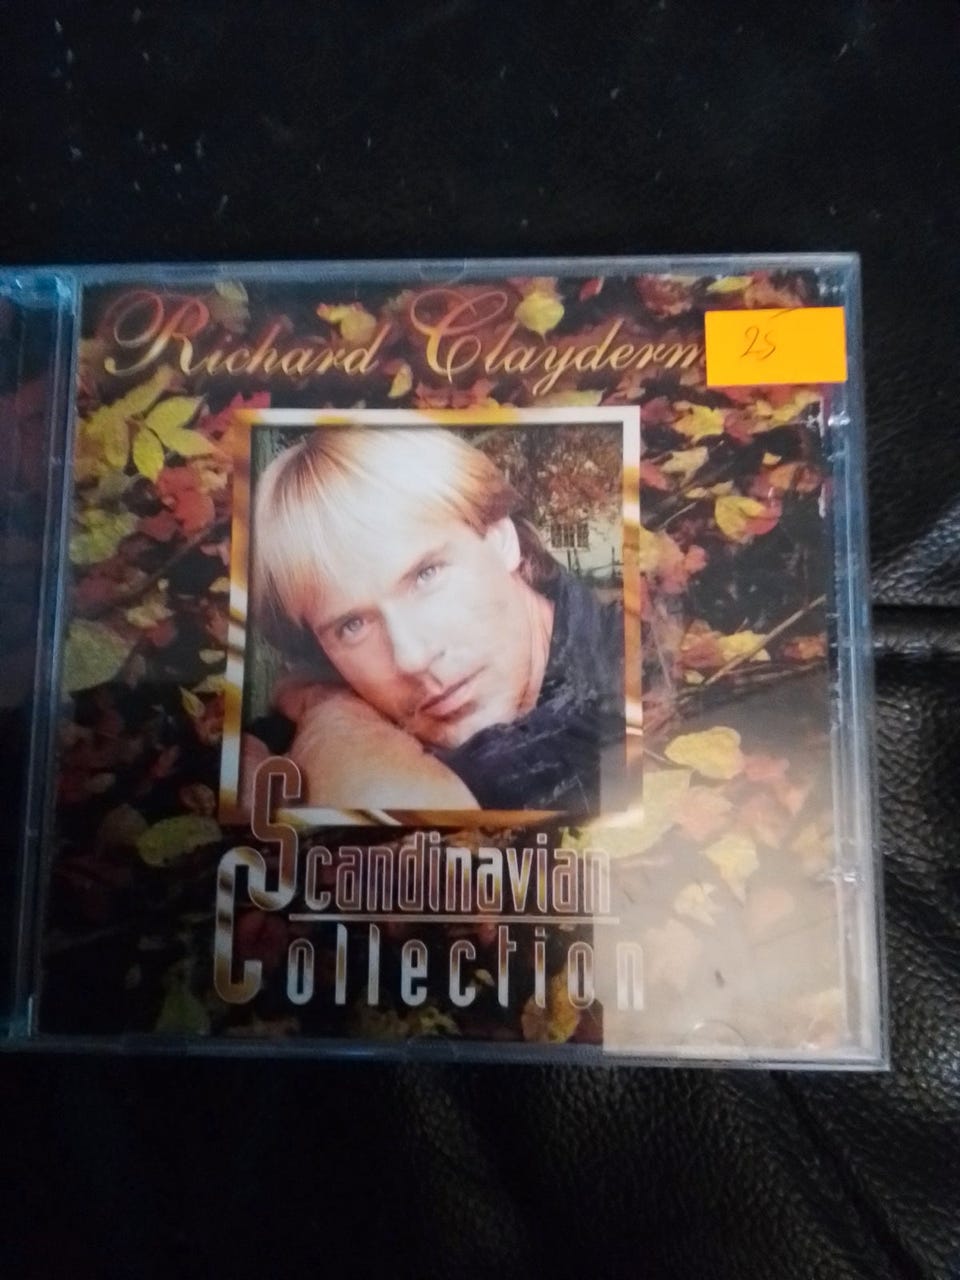 Richard Clayderm
25
Scandinavian
Collection